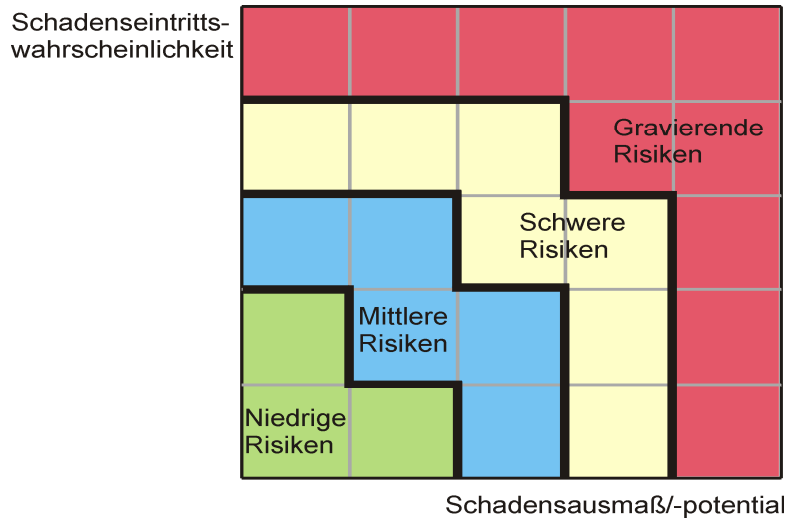 Schadenseintritts-
wahrscheinlichkeit
Gravierende
Risiken
Schwere
Risiken
Mittlere
Risiken
Niedrige
Risiken
Schadensausmaß/-potential